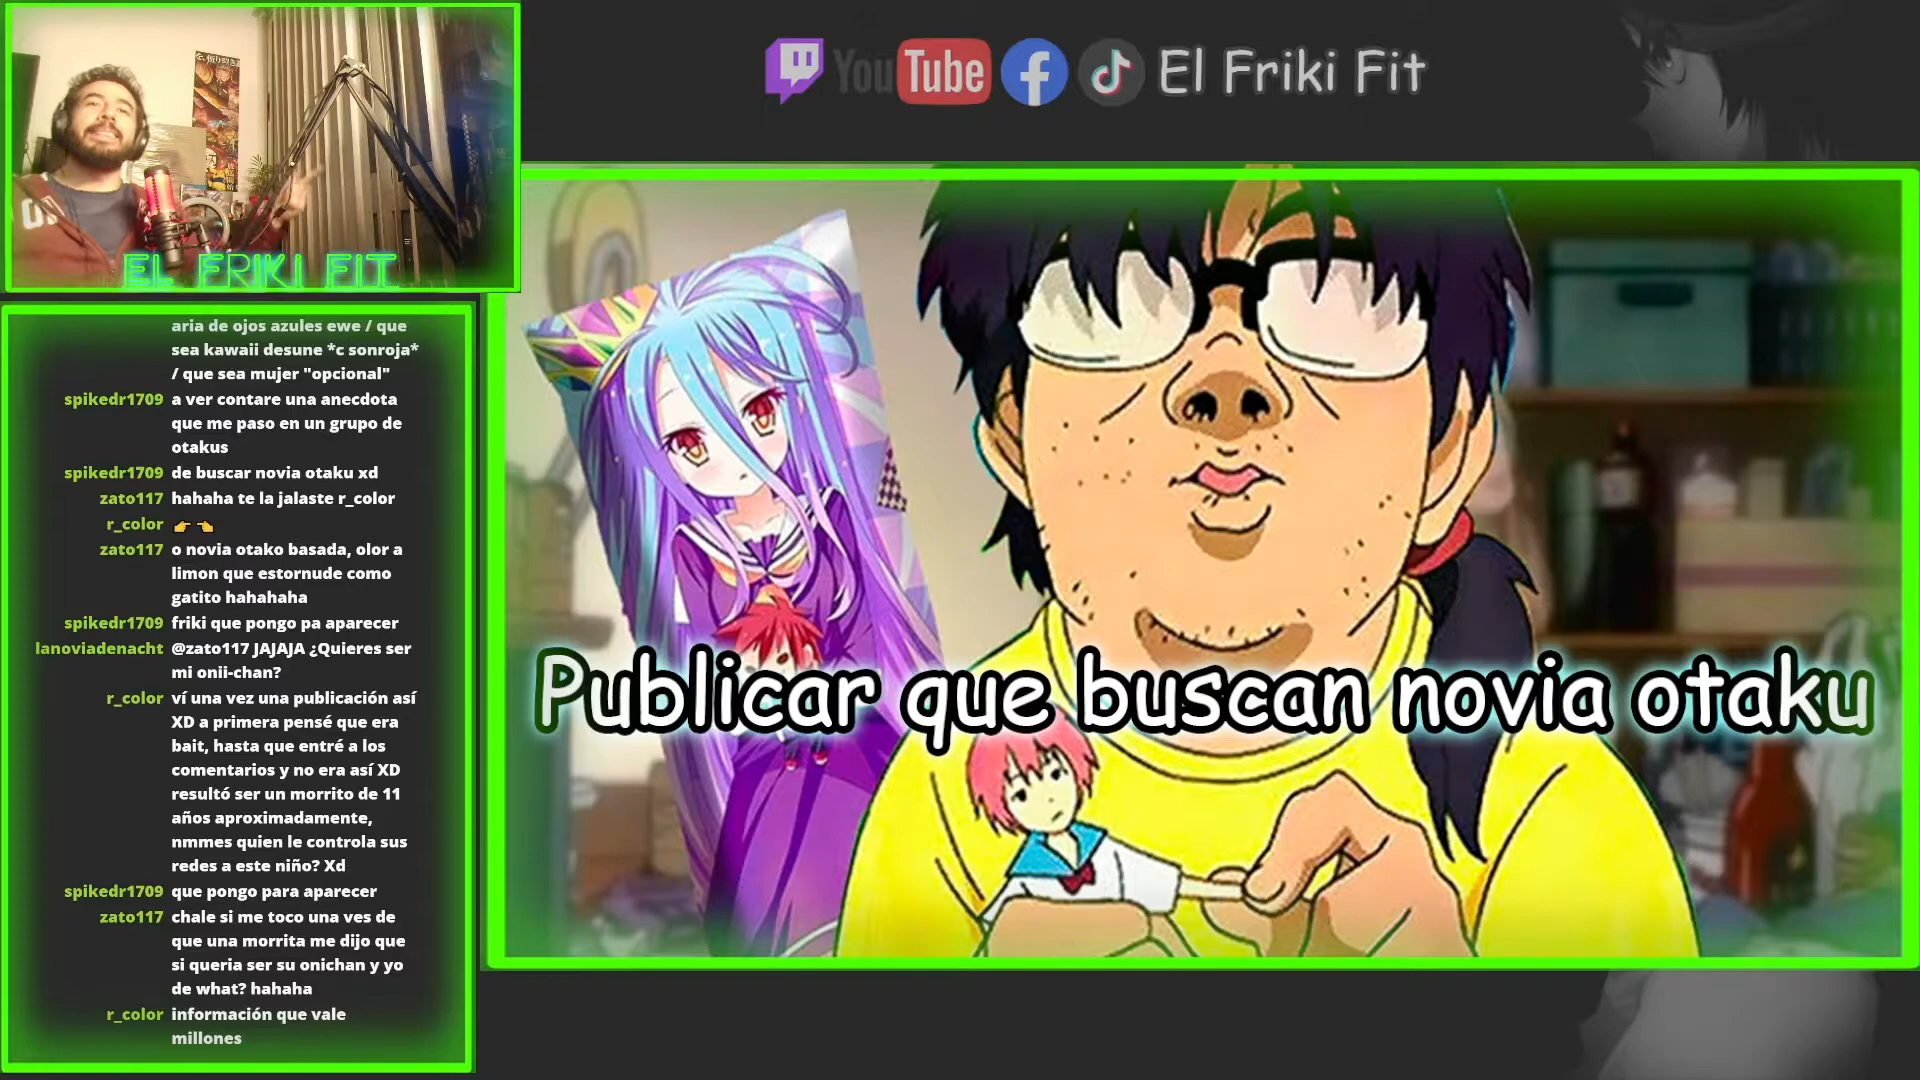 You Tube El Friki Fit
EL FRIKI FIT
aria de ojos azules ewe / que
sea kawaii desune *c sonroja*
/ que sea mujer "opcional"
spikedr1709 a ver contare una anecdota
que me paso en un grupo de
otakus
spikedr1709 de buscar novia otaku xd
zato117 hahaha te la jalaste r_color
r_color 👉👈
zato117 o novia otako basada, olor a
limon que estornude como
gatito hahahaha
spikedr1709 friki que pongo pa aparecer
lanoviadenacht @zato117 JAJAJA ¿Quieres ser
mi onii-chan?
r_color ví una vez una publicación así
XD a primera pensé que era
bait, hasta que entré a los
comentarios y no era así XD
resultó ser un morrito de 11
años aproximadamente,
nmmes quien le controla sus
redes a este niño? Xd
spikedr1709 que pongo para aparecer
zato117 chale si me toco una ves de
que una morrita me dijo que
si queria ser su onichan y yo
de what? hahaha
r_color información que vale
millones
Publicar que buscan novia otaku